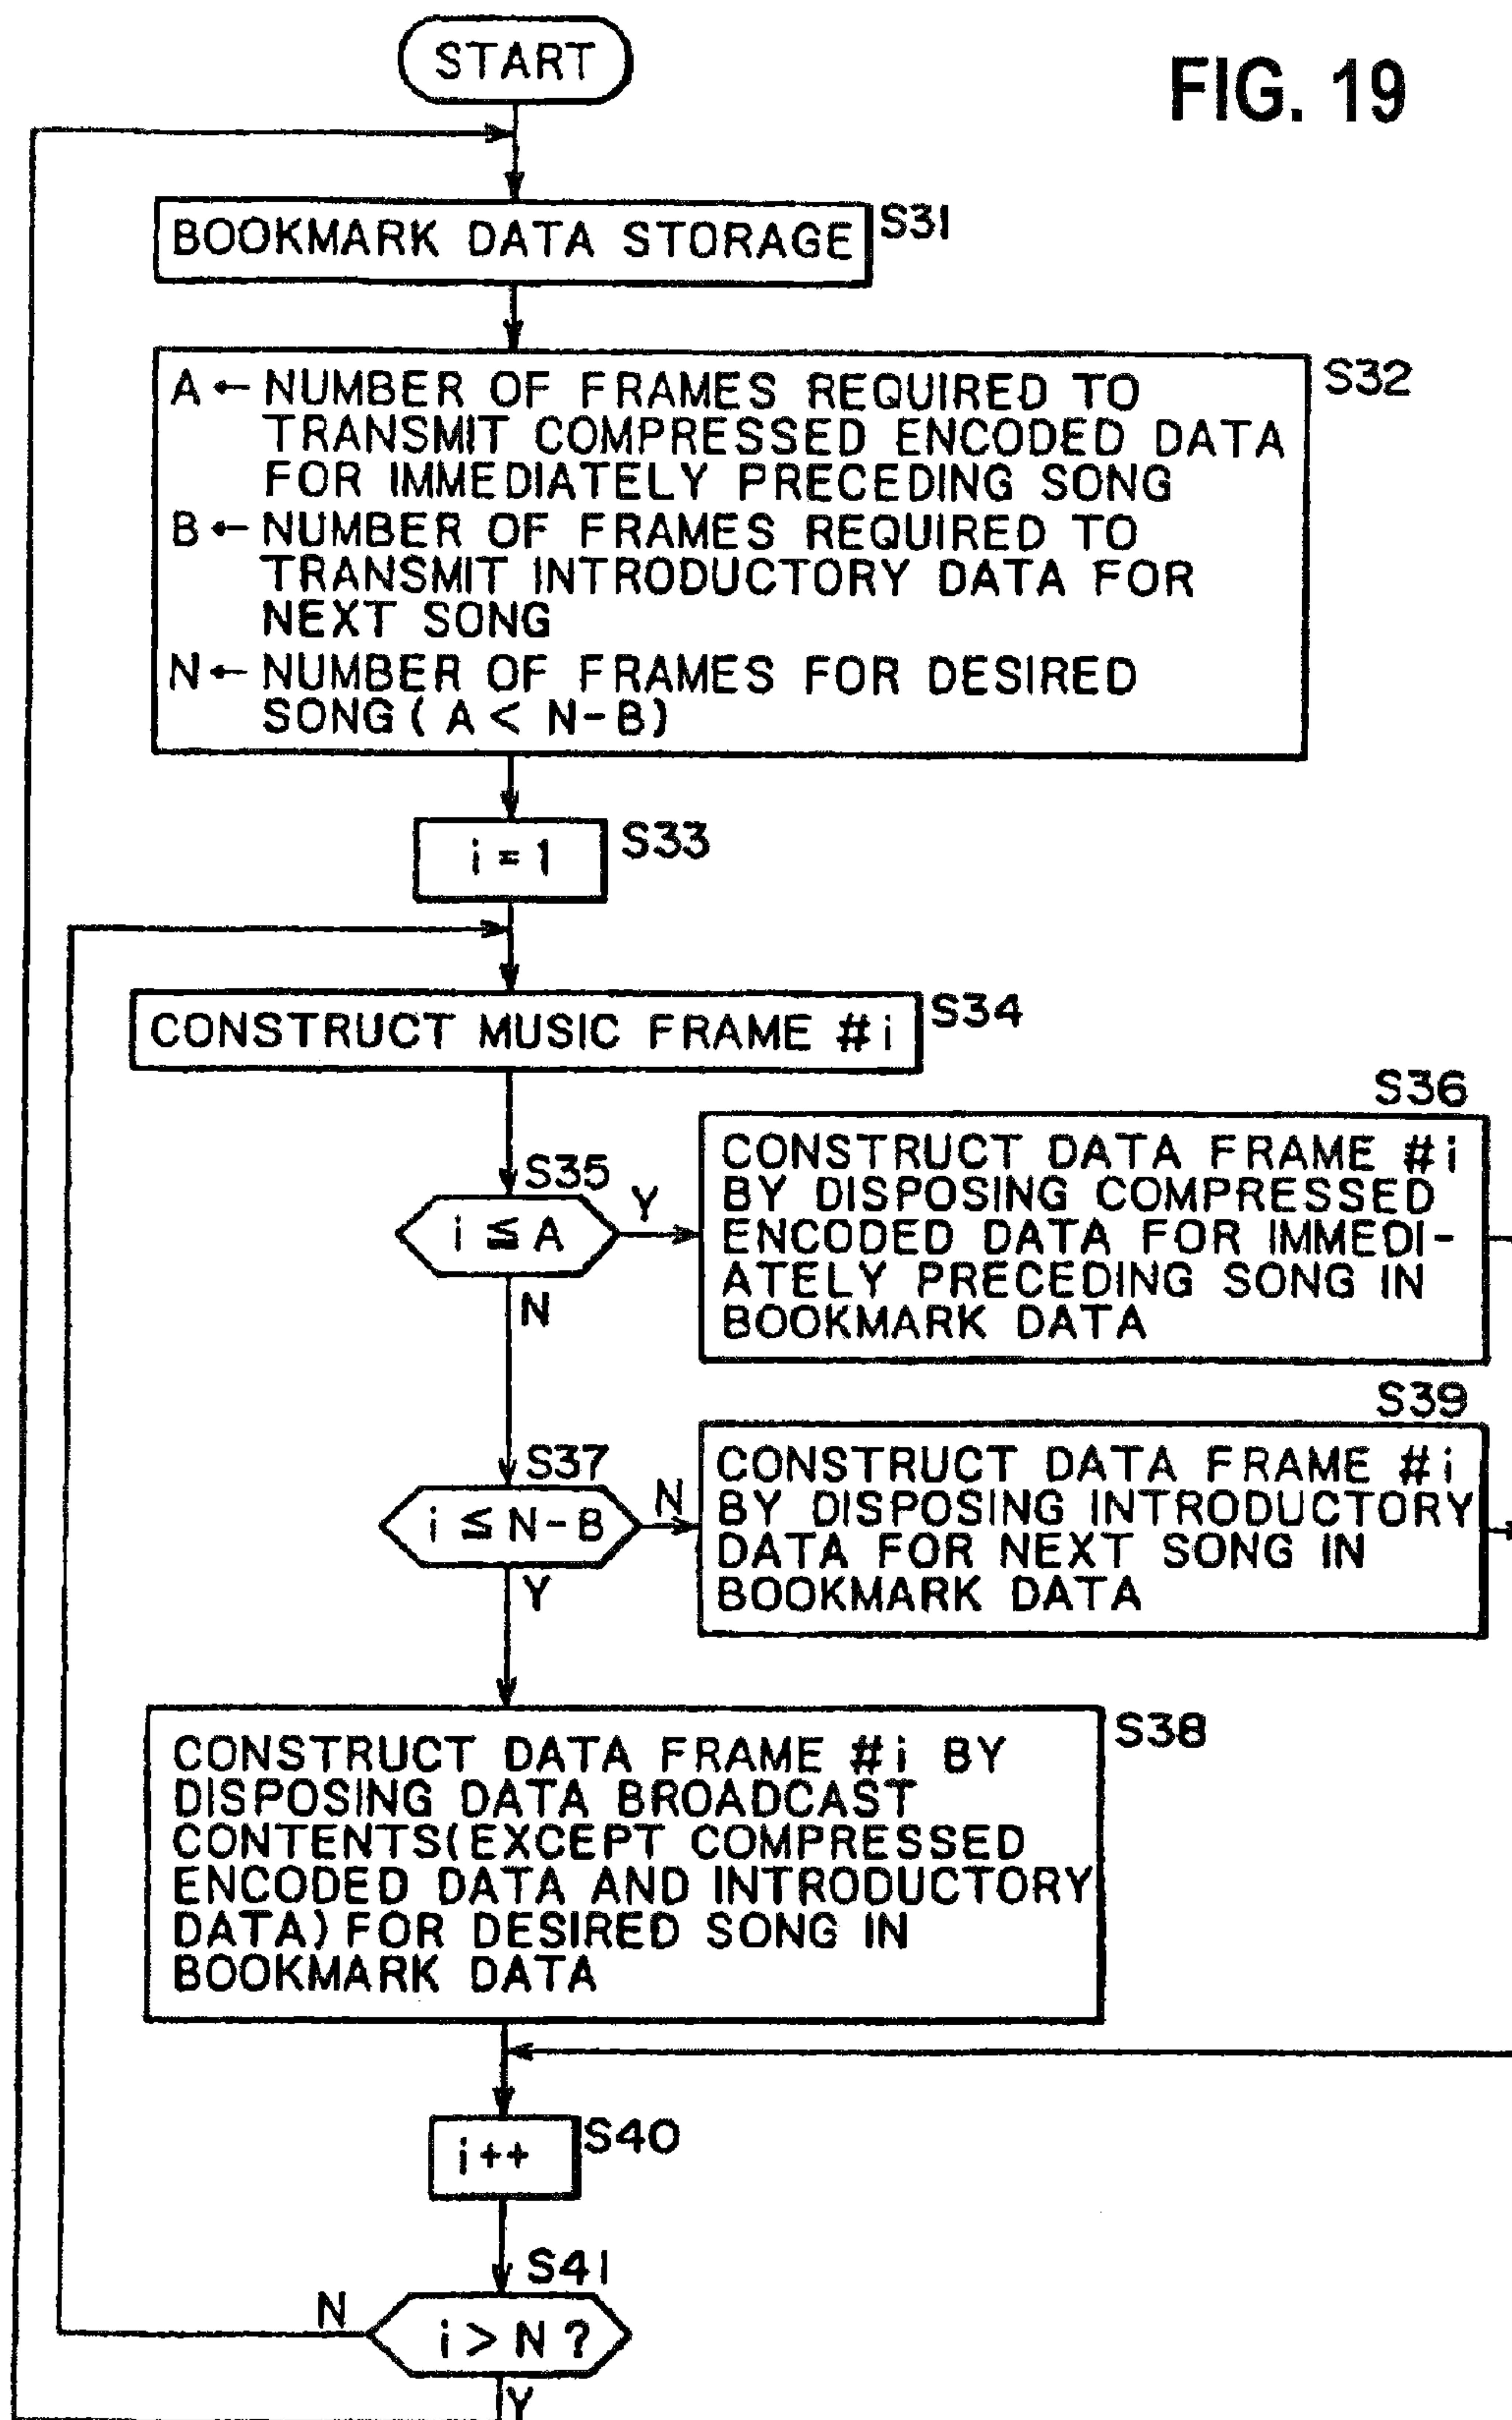 START
FIG. 19
BOOKMARK DATA STORAGE
S31
A ← NUMBER OF FRAMES REQUIRED TO
TRANSMIT COMPRESSED ENCODED DATA
FOR IMMEDIATELY PRECEDING SONG
B ← NUMBER OF FRAMES REQUIRED TO
TRANSMIT INTRODUCTORY DATA FOR
NEXT SONG
N ← NUMBER OF FRAMES FOR DESIRED
SONG ( A < N-B)
S32
i = 1
S33
CONSTRUCT MUSIC FRAME #i
S34
S35
i ≦ A
Y
N
S36
CONSTRUCT DATA FRAME #i
BY DISPOSING COMPRESSED
ENCODED DATA FOR IMMEDI-
ATELY PRECEDING SONG IN
BOOKMARK DATA
S37
i ≦ N-B
N
Y
S39
CONSTRUCT DATA FRAME #i
BY DISPOSING INTRODUCTORY
DATA FOR NEXT SONG IN
BOOKMARK DATA
CONSTRUCT DATA FRAME #i BY
DISPOSING DATA BROADCAST
CONTENTS(EXCEPT COMPRESSED
ENCODED DATA AND INTRODUCTORY
DATA) FOR DESIRED SONG IN
BOOKMARK DATA
S38
i++
S40
S41
i > N ?
N
Y